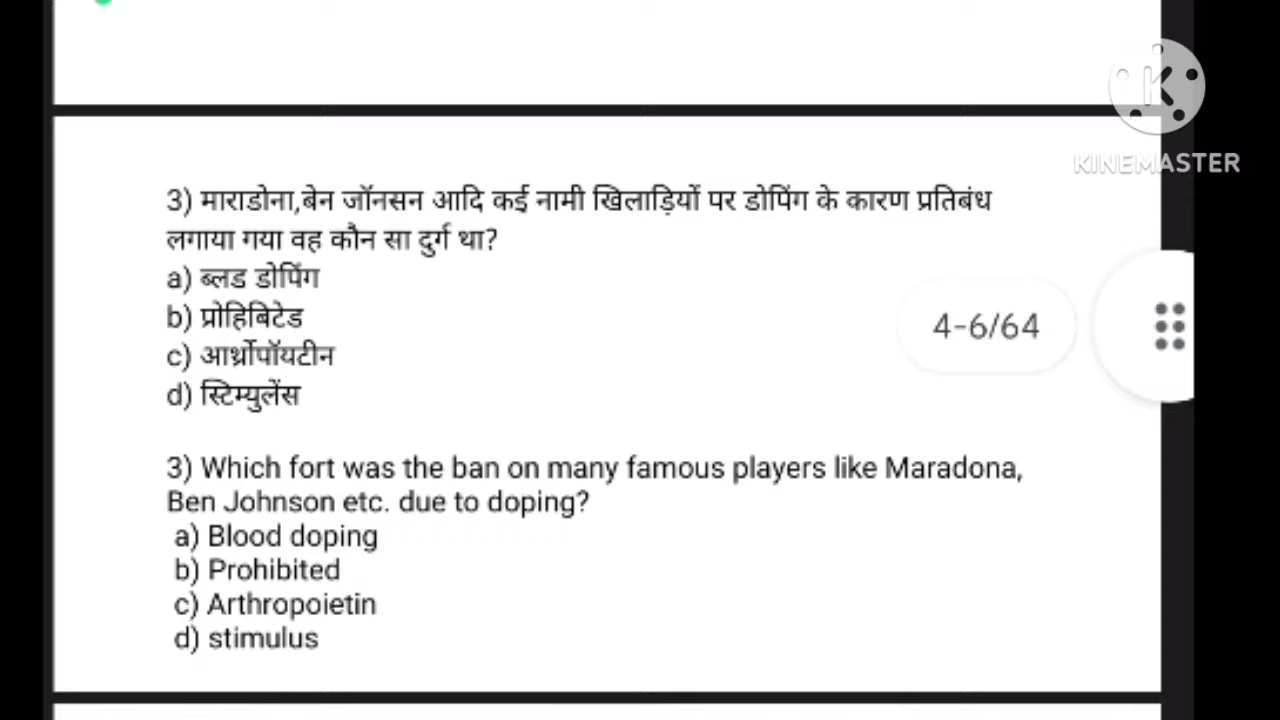 KINEMASTER
3) माराडोना,बेन जॉनसन आदि कई नामी खिलाड़ियों पर डोपिंग के कारण प्रतिबंध
लगाया गया वह कौन सा दुर्ग था?
a) ब्लड डोपिंग
b) प्रोहिबिटेड
4-6/64
c) आर्थ्रोपॉयटीन
d) स्टिम्युलेंस
3) Which fort was the ban on many famous players like Maradona,
Ben Johnson etc. due to doping?
a) Blood doping
b) Prohibited
c) Arthropoietin
d) stimulus